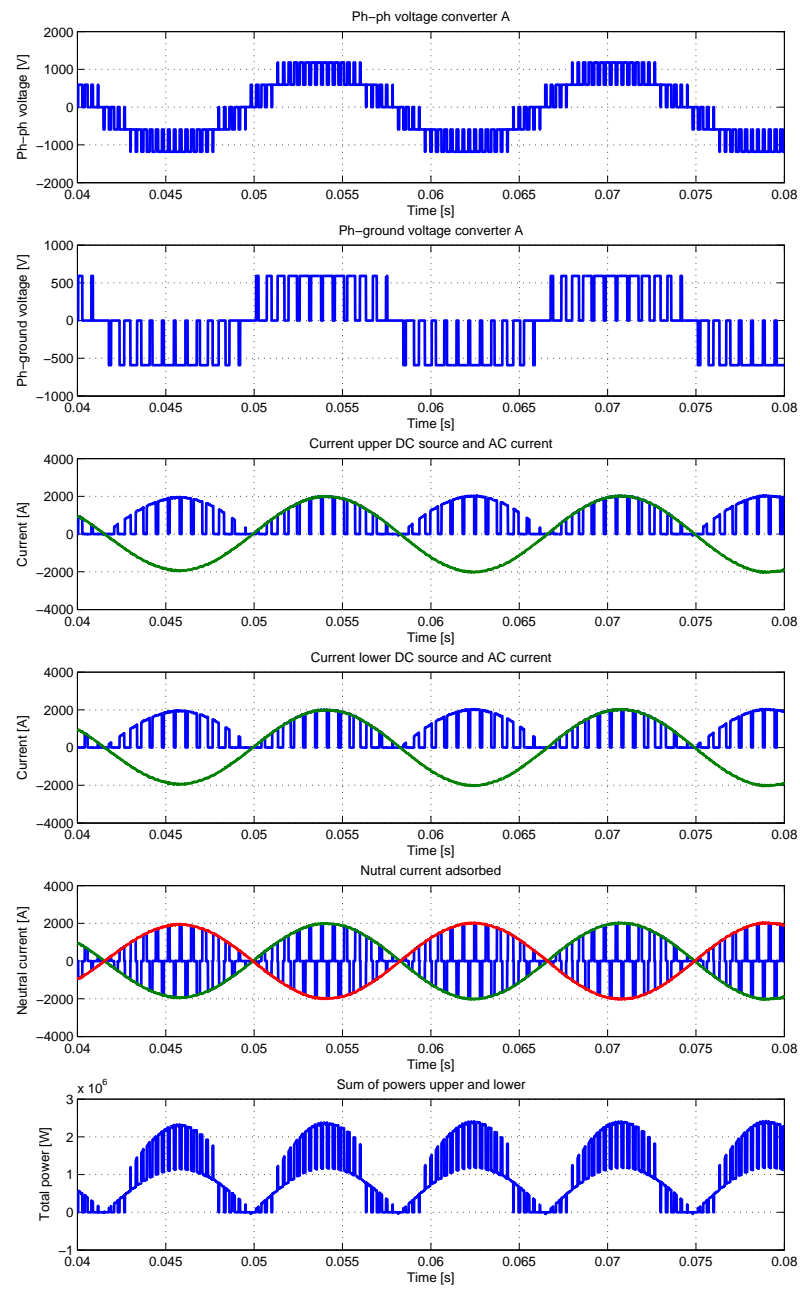 Ph−ph voltage converter A
Ph−ph voltage [V]
2000
1000
0
−1000
−2000
0.04 0.045 0.05 0.055 0.06 0.065 0.07 0.075 0.08
Time [s]
Ph−ground voltage converter A
Ph−ground voltage [V]
1000
500
0
−500
−1000
0.04 0.045 0.05 0.055 0.06 0.065 0.07 0.075 0.08
Time [s]
Current upper DC source and AC current
Current [A]
4000
2000
0
−2000
−4000
0.04 0.045 0.05 0.055 0.06 0.065 0.07 0.075 0.08
Time [s]
Current lower DC source and AC current
Current [A]
4000
2000
0
−2000
−4000
0.04 0.045 0.05 0.055 0.06 0.065 0.07 0.075 0.08
Time [s]
Nutral current adsorbed
Neutral current [A]
4000
2000
0
−2000
−4000
0.04 0.045 0.05 0.055 0.06 0.065 0.07 0.075 0.08
Time [s]
Sum of powers upper and lower
x 10^6
Total power [W]
3
2
1
0
−1
0.04 0.045 0.05 0.055 0.06 0.065 0.07 0.075 0.08
Time [s]